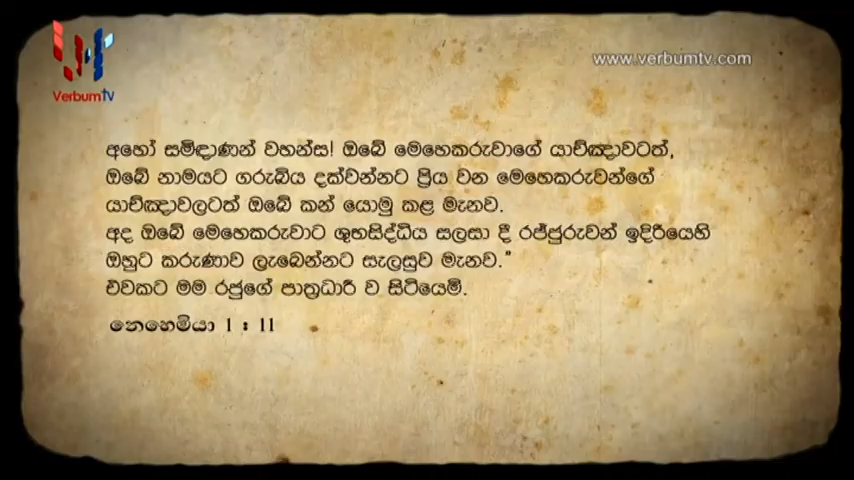 VerbumTV
www.verbumtv.com
අහෝ සමිඳාණන් වහන්ස! ඔබේ මෙහෙකරුවාගේ යාච්ඤාවටත්,
ඔබේ නාමයට ගරුබිය දක්වන්නට ප්‍රිය වන මෙහෙකරුවන්ගේ
යාච්ඤාවලටත් ඔබේ කන් යොමු කළ මැනව.
අද ඔබේ මෙහෙකරුවාට ශුභසිද්ධිය සලසා දී රජ්ජුරුවන් ඉදිරියෙහි
ඔහුට කරුණාව ලැබෙන්නට සැලසුව මැනව."
එවකට මම රජුගේ පාත්‍රධාරී ව සිටියෙමි.
නෙහෙමියා 1 : 11